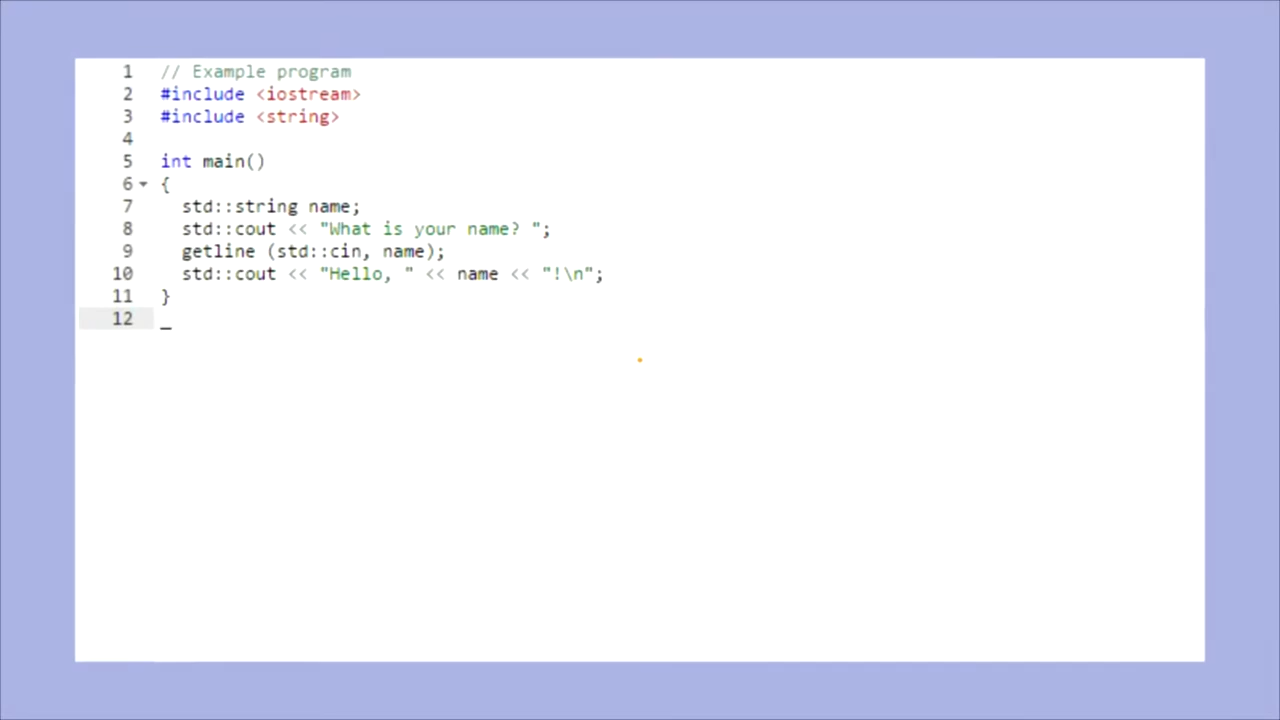 1 // Example program
2 #include <iostream>
3 #include <string>
4
5 int main()
6 {
7   std::string name;
8   std::cout << "What is your name? ";
9   getline (std::cin, name);
10   std::cout << "Hello, " << name << "!\n";
11 }
12 _